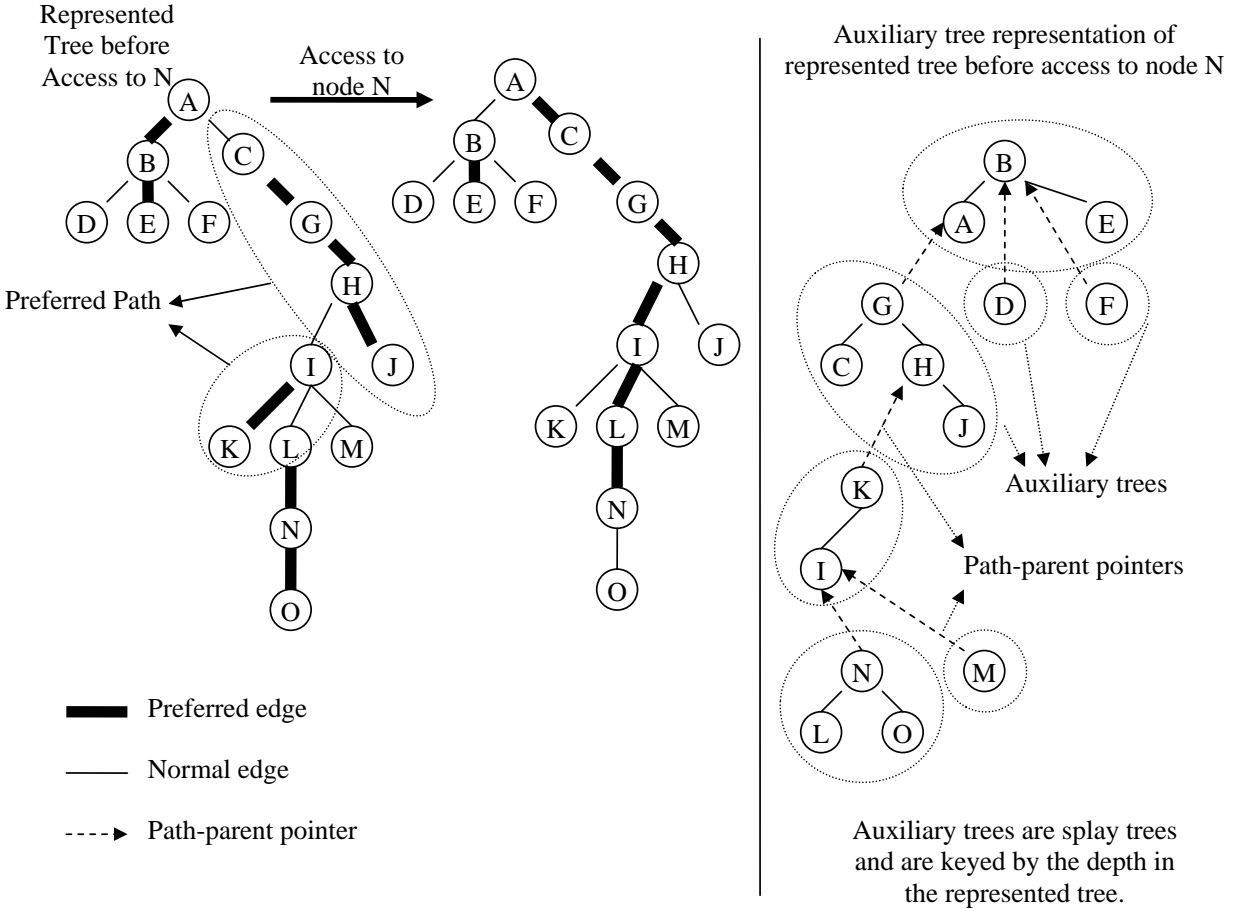 Represented
Tree before
Access to N
Access to
node N
A
B
C
D
E
F
G
H
I
J
K
L
M
N
O
Preferred Path
A
B
C
D
E
F
G
H
I
J
K
L
M
N
O
Preferred edge
Normal edge
Path-parent pointer
Auxiliary tree representation of
represented tree before access to node N
B
A
E
G
D
F
C
H
J
K
I
N
M
L
O
Auxiliary trees
Path-parent pointers
Auxiliary trees are splay trees
and are keyed by the depth in
the represented tree.